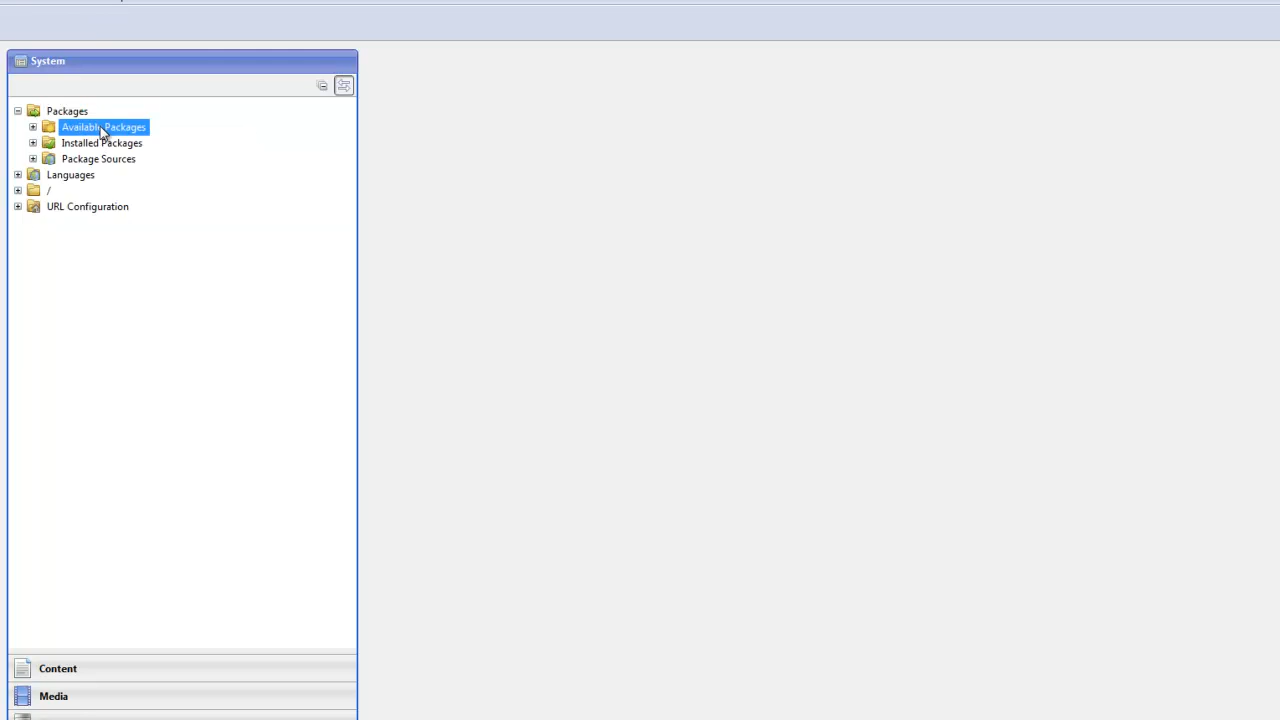 System
Packages
Available Packages
Installed Packages
Package Sources
Languages
/
URL Configuration
Content
Media